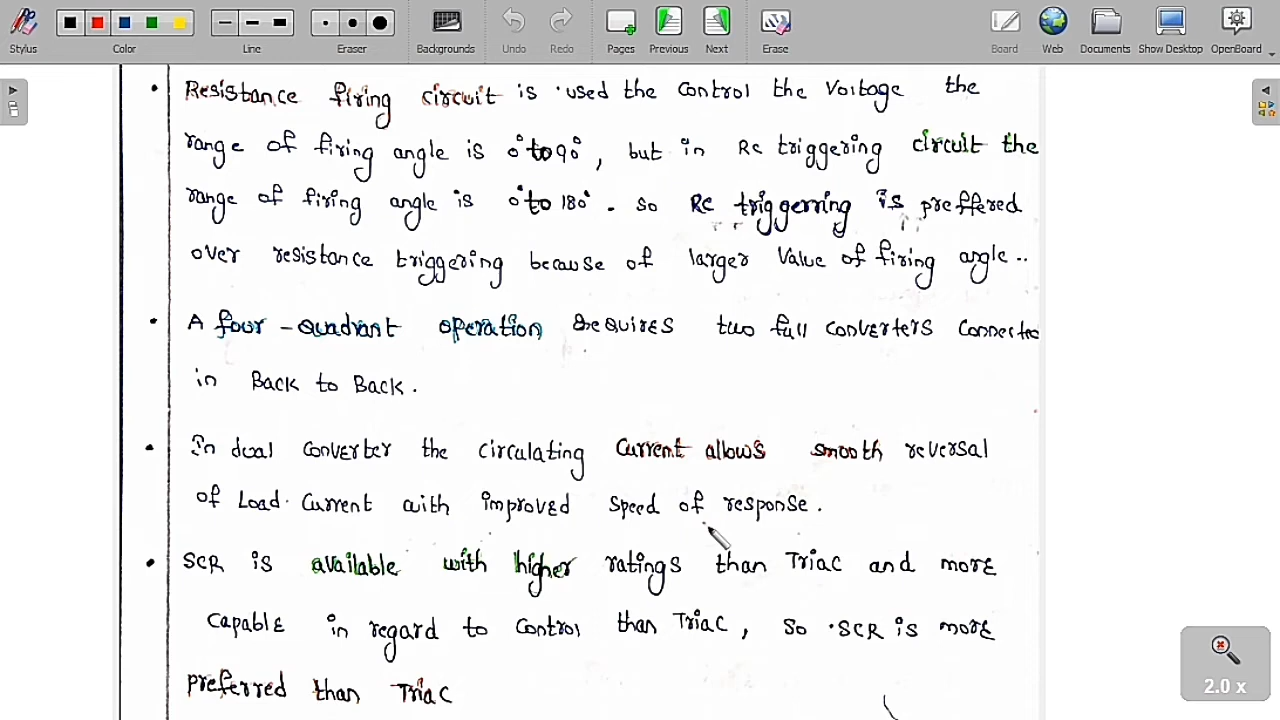 Stylus
Color
Line
Eraser
Backgrounds
Undo
Redo
Pages
Previous
Next
Erase
Board
Web
Documents
Show Desktop
OpenBoard
• Resistance firing circuit is used the control the Voltage the
range of firing angle is 0° to 90°, but in RC triggering circuit the
range of firing angle is 0° to 180°. so RC triggerring is preffered
over resistance triggering because of larger Value of firing angle..
• A four-Quadrant operation requires two full converters connected
in Back to Back.
• In dual converter the circulating current allows smooth reversal
of Load current with improved speed of response.
• SCR is available with higher ratings than Triac and more
capable in regard to control than Triac, so SCR is more
preferred than Triac
2.0 x